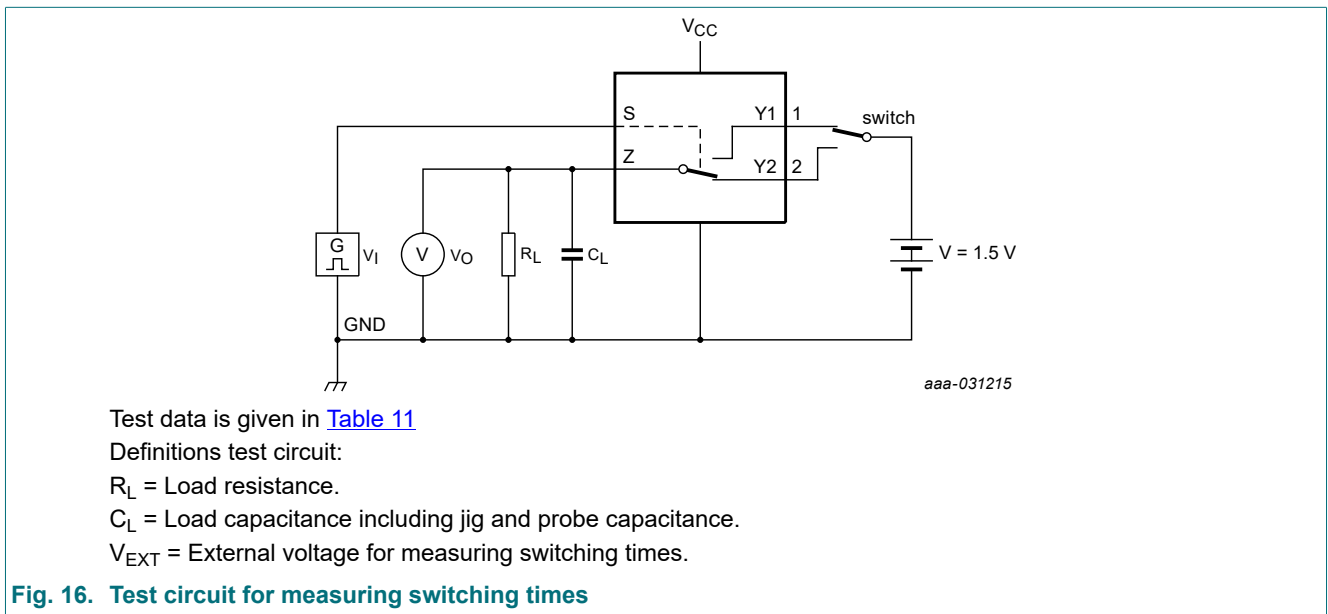 VCC
S
Y1 1
switch
Z
Y2 2
G
VI
V
VO
RL
CL
V = 1.5 V
GND
aaa-031215
Test data is given in Table 11
Definitions test circuit:
RL = Load resistance.
CL = Load capacitance including jig and probe capacitance.
VEXT = External voltage for measuring switching times.
Fig. 16. Test circuit for measuring switching times